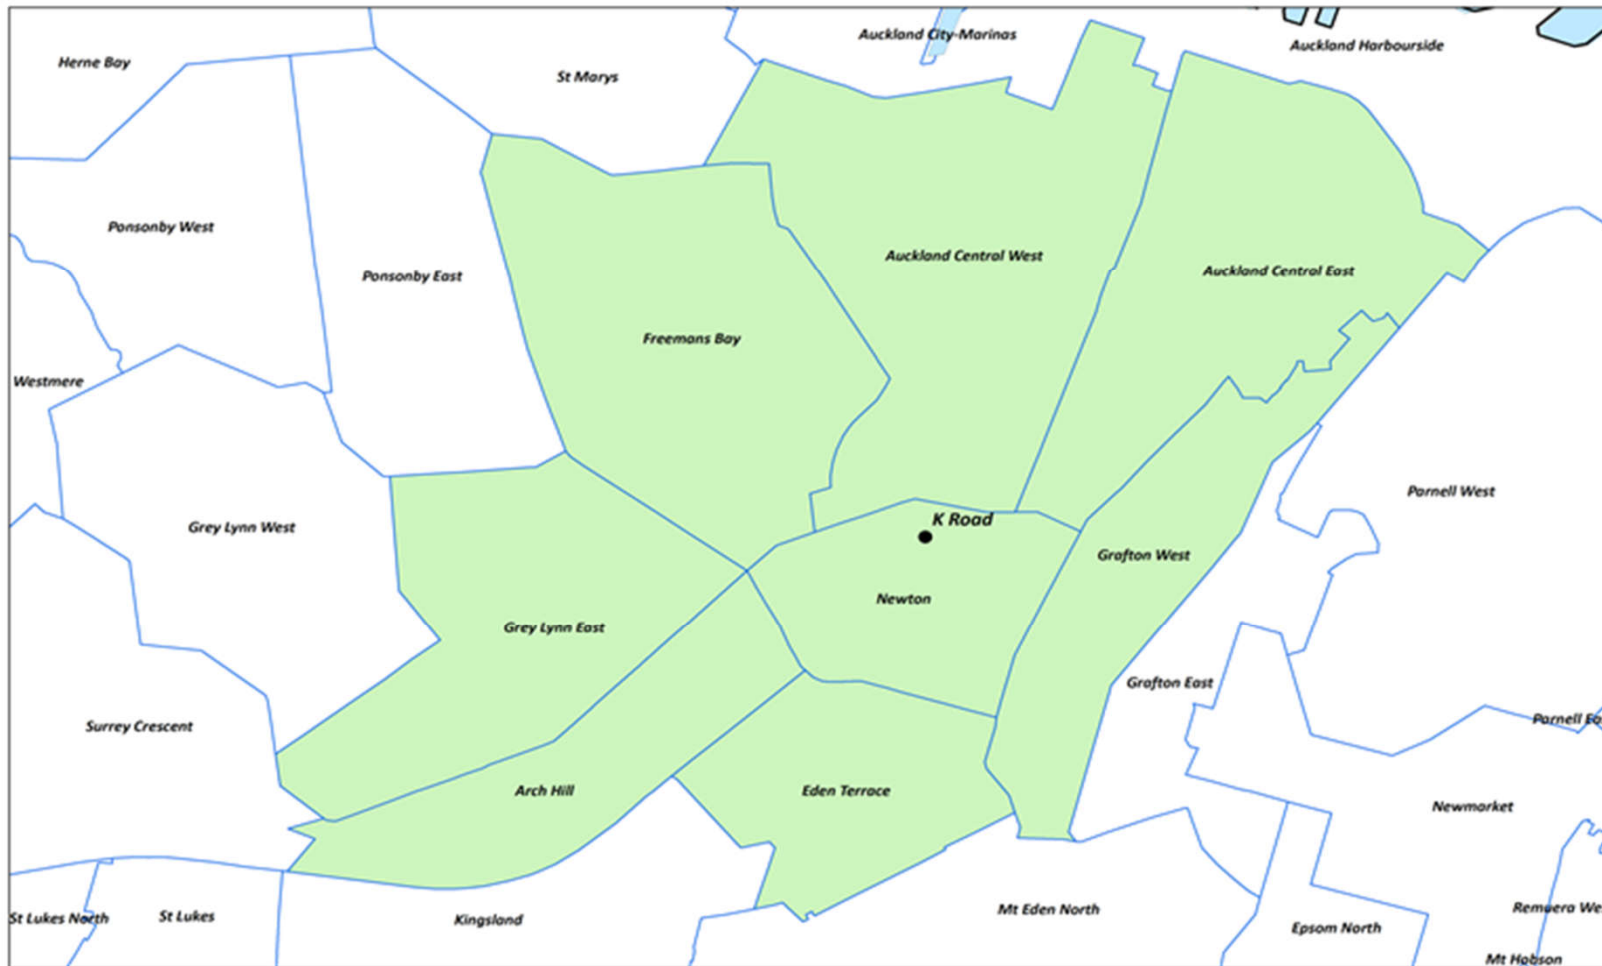 Auckland City-Marinas
Auckland Harbourside
Herne Bay
St Marys
Ponsonby West
Auckland Central West
Auckland Central East
Ponsonby East
Freemans Bay
Westmere
Parnell West
K Road
Grey Lynn West
Grafton West
Newton
Grey Lynn East
Grafton East
Parnell Ea
Surrey Crescent
Arch Hill
Eden Terrace
Newmarket
Remuera We
Mt Eden North
St Lukes North
St Lukes
Kingsland
Epsom North
Mt Hobson